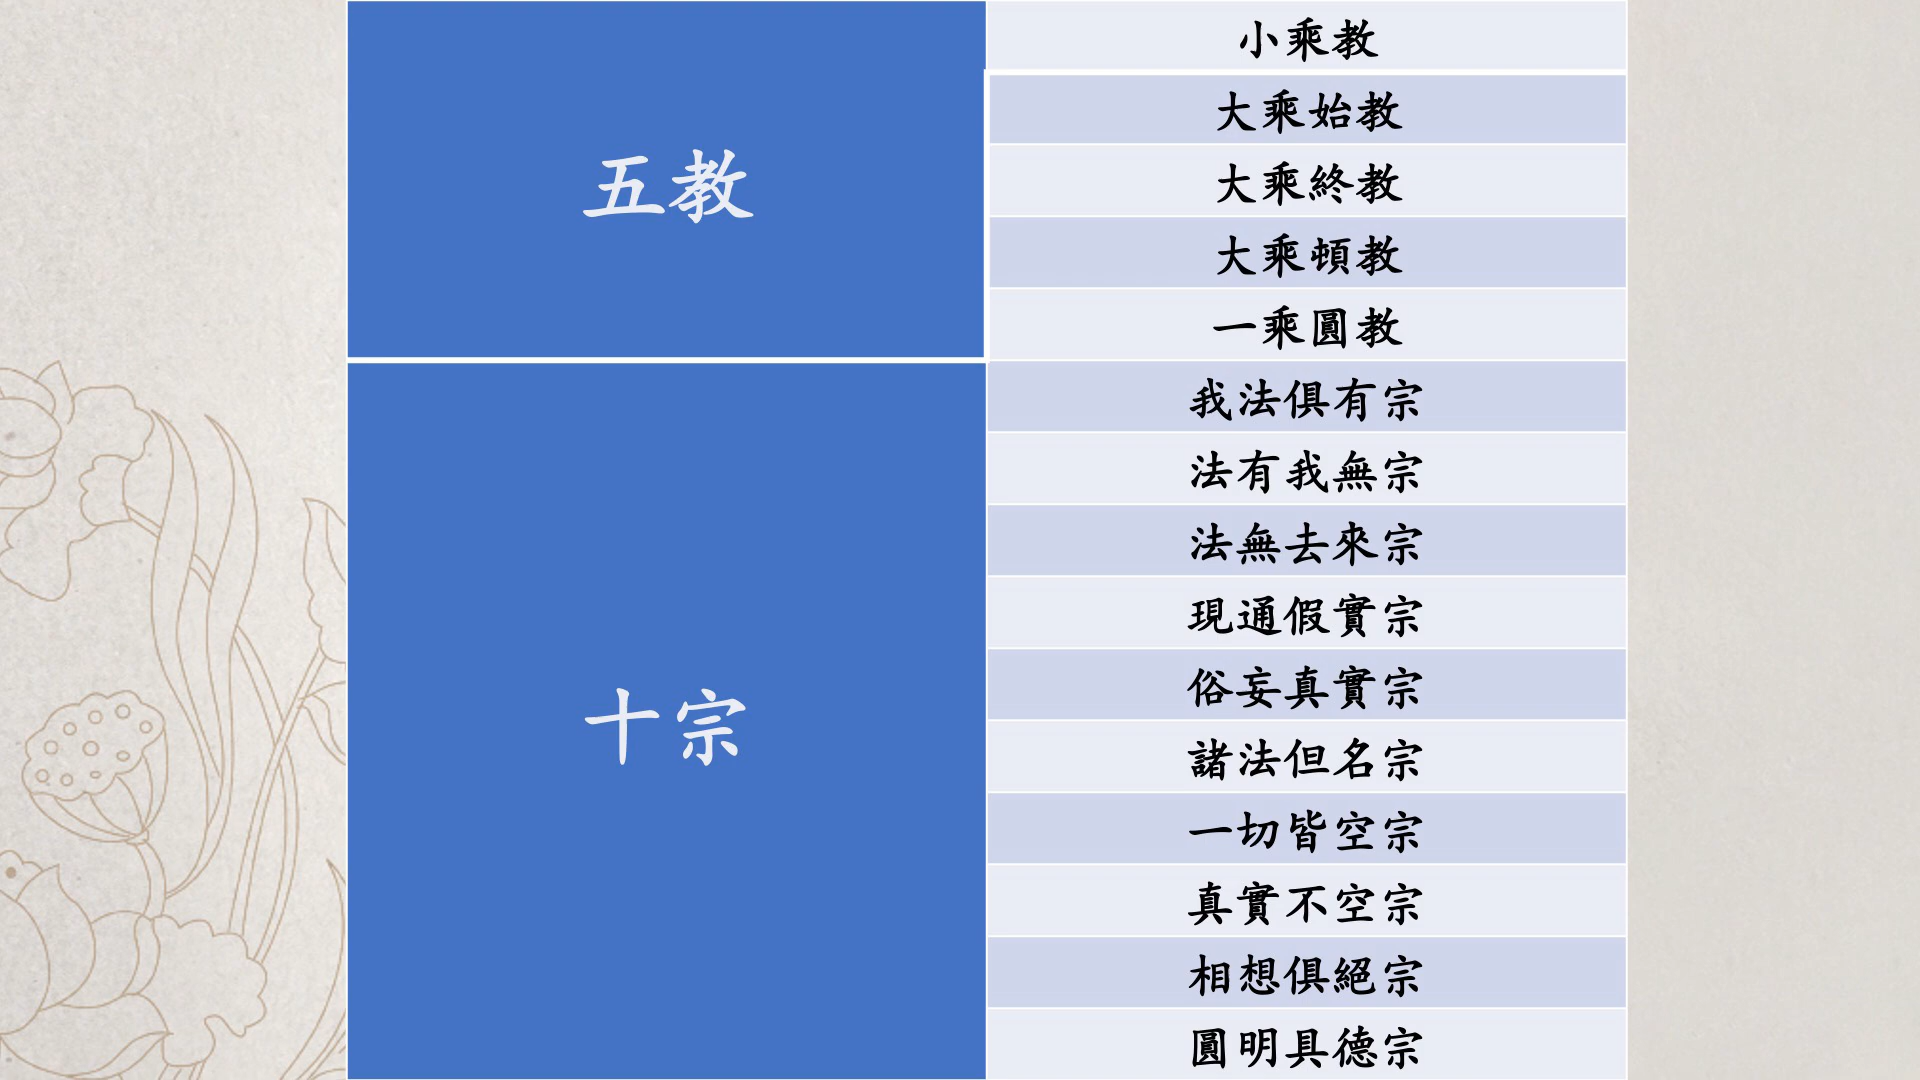 五教
小乘教
大乘始教
大乘終教
大乘頓教
一乘圓教
十宗
我法俱有宗
法有我無宗
法無去來宗
現通假實宗
俗妄真實宗
諸法但名宗
一切皆空宗
真實不空宗
相想俱絕宗
圓明具德宗